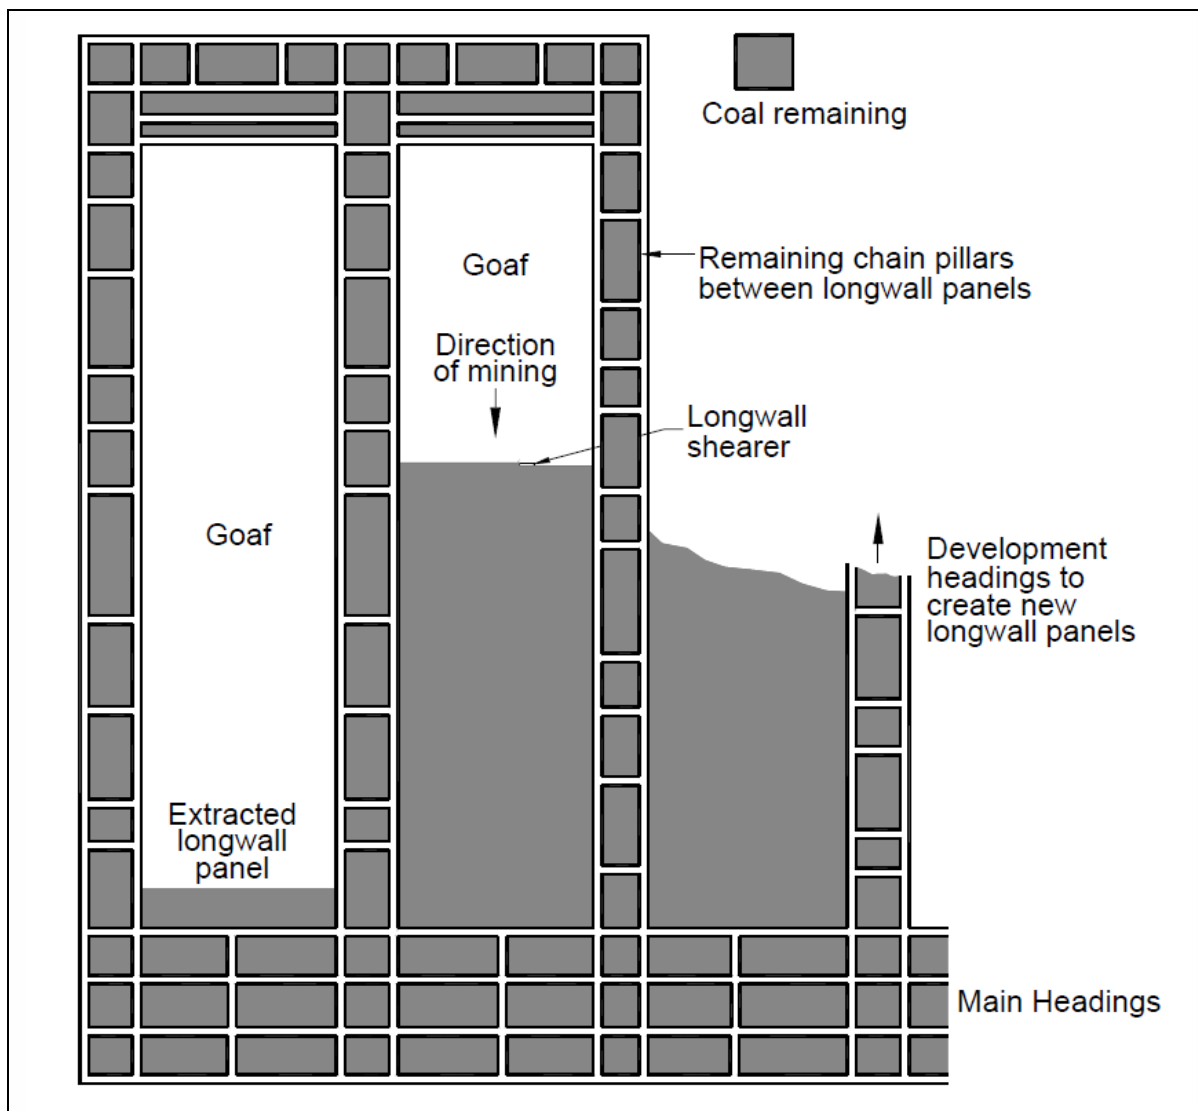 Coal remaining
Goaf
Remaining chain pillars
between longwall panels
Direction
of mining
Longwall
shearer
Goaf
Development
headings to
create new
longwall panels
Extracted
longwall
panel
Main Headings